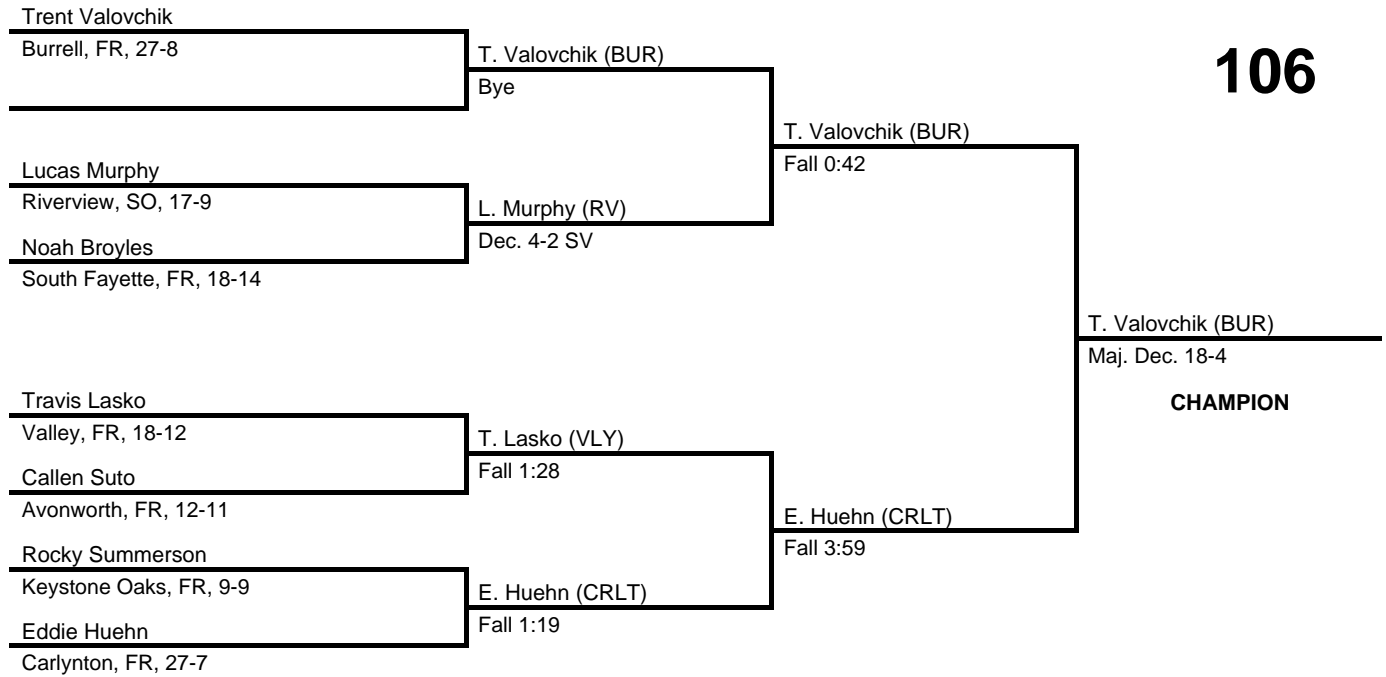 Trent Valovchik
Burrell, FR, 27-8
T. Valovchik (BUR)
Bye
106
T. Valovchik (BUR)
Fall 0:42
Lucas Murphy
Riverview, SO, 17-9
L. Murphy (RV)
Dec. 4-2 SV
Noah Broyles
South Fayette, FR, 18-14
T. Valovchik (BUR)
Maj. Dec. 18-4
CHAMPION
Travis Lasko
Valley, FR, 18-12
T. Lasko (VLY)
Fall 1:28
Callen Suto
Avonworth, FR, 12-11
E. Huehn (CRLT)
Fall 3:59
Rocky Summerson
Keystone Oaks, FR, 9-9
E. Huehn (CRLT)
Fall 1:19
Eddie Huehn
Carlynton, FR, 27-7